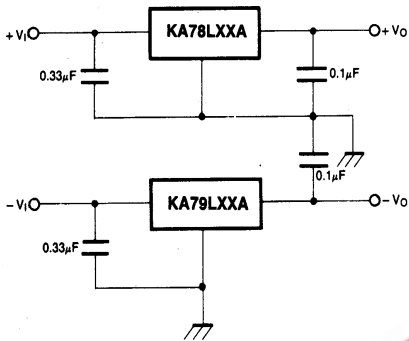 + VI
KA78LXXA
+ VO
0.33μF
0.1μF
0.1μF
− VI
KA79LXXA
− VO
0.33μF